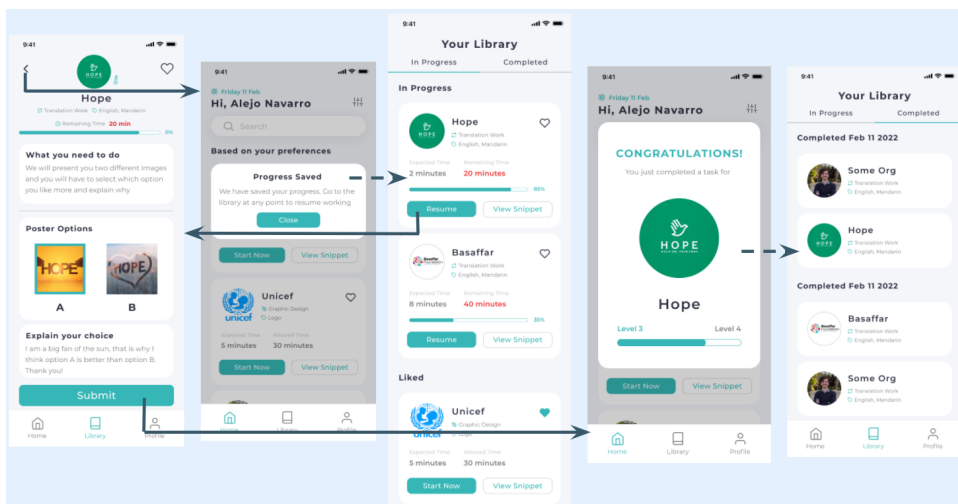 9:41
HOPE
Hope
Translation Work English, Mandarin
Remaining Time 20 min
0%
What you need to do
We will present you two different images
and you will have to select which option
you like more and explain why
Poster Options
HOPE
HOPE
A B
Explain your choice
I am a big fan of the sun, that is why I
think option A is better than option B.
Thank you!
Submit
Home Library Profile
9:41
Friday 11 Feb
Hi, Alejo Navarro
Search
Based on your preferences
Progress Saved
We have saved your progress. Go to the
library at any point to resume working
Close
Start Now View Snippet
unicef
Unicef
Graphic Design
Logo
Expected Time Allowed Time
5 minutes 30 minutes
Start Now View Snippet
Home Library Profile
9:41
Your Library
In Progress Completed
In Progress
HOPE
Hope
Translation Work
English, Mandarin
Expected Time Remaining Time
2 minutes 20 minutes
86%
Resume View Snippet
Basaffar
Basaffar
Translation Work
English, Mandarin
Expected Time Remaining Time
8 minutes 40 minutes
36%
Resume View Snippet
Liked
unicef
Unicef
Graphic Design
Logo
Expected Time Allowed Time
5 minutes 30 minutes
Start Now View Snippet
9:41
Friday 11 Feb
Hi, Alejo Navarro
CONGRATULATIONS!
You just completed a task for
HOPE
Hope
Level 3 Level 4
Start Now View Snippet
Home Library Profile
9:41
Your Library
In Progress Completed
Completed Feb 11 2022
Some Org
Translation Work
English, Mandarin
HOPE
Hope
Translation Work
English, Mandarin
Completed Feb 11 2022
Basaffar
Translation Work
English, Mandarin
Some Org
Translation Work
English, Mandarin
Home Library Profile